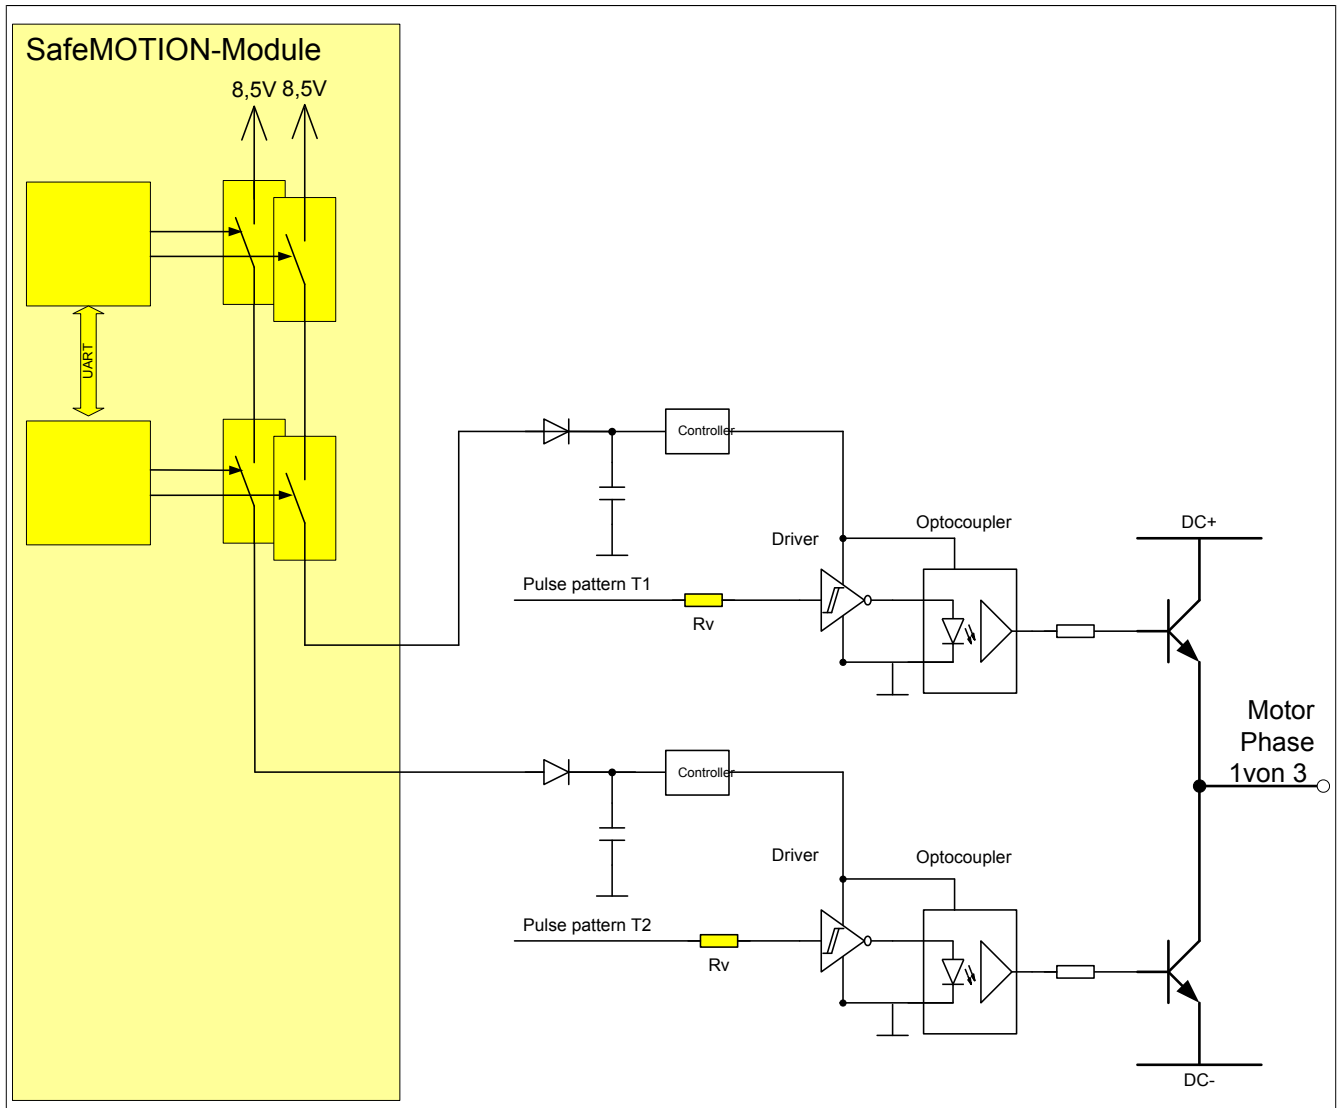 SafeMOTION-Module
8,5V 8,5V
UART
Controller
Optocoupler
DC+
Driver
Pulse pattern T1
Rv
Motor
Phase
1von 3
Controller
Driver
Optocoupler
Pulse pattern T2
Rv
DC-